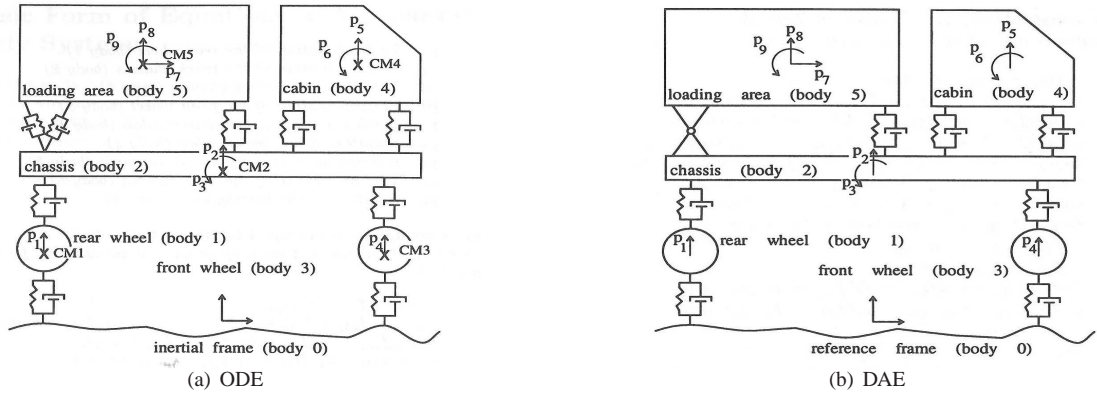 p9 p8
CM5
p7
loading area (body 5)
p5
p6
CM4
cabin (body 4)
chassis (body 2)
p2
CM2
p3
p1
CM1
rear wheel (body 1)
p4
CM3
front wheel (body 3)
inertial frame (body 0)
(a) ODE
p9 p8
p7
loading area (body 5)
p5
p6
cabin (body 4)
chassis (body 2)
p2
p3
p1
rear wheel (body 1)
p4
front wheel (body 3)
reference frame (body 0)
(b) DAE